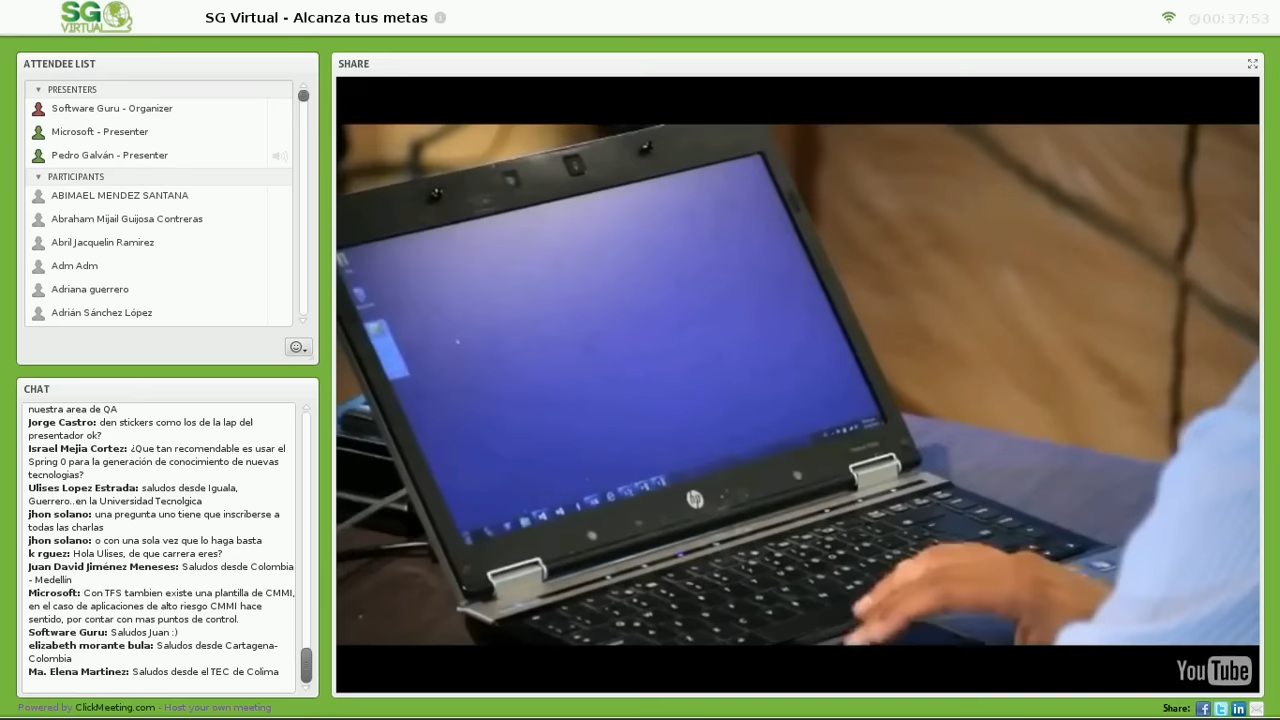 SG VIRTUAL
SG Virtual - Alcanza tus metas
00:37:53
ATTENDEE LIST
PRESENTERS
Software Guru - Organizer
Microsoft - Presenter
Pedro Galván - Presenter
PARTICIPANTS
ABIMAEL MENDEZ SANTANA
Abraham Mijail Guijosa Contreras
Abril Jacquelin Ramirez
Adm Adm
Adriana guerrero
Adrián Sánchez López
CHAT
nuestra area de QA
Jorge Castro: den stickers como los de la lap del
presentador ok?
Israel Mejia Cortez: ¿Que tan recomendable es usar el
Spring 0 para la generación de conocimiento de nuevas
tecnologias?
Ulises Lopez Estrada: saludos desde Iguala,
Guerrero..en la Universidad Tecnolgica
jhon solano: una pregunta uno tiene que inscriberse a
todas las charlas
jhon solano: o con una sola vez que lo haga basta
k rguez: Hola Ulises, de que carrera eres?
Juan David Jiménez Meneses: Saludos desde Colombia
- Medellín
Microsoft: Con TFS tambien existe una plantilla de CMMI,
en el caso de aplicaciones de alto riesgo CMMI hace
sentido, por contar con mas puntos de control.
Software Guru: Saludos Juan :)
elizabeth morante bula: Saludos desde Cartagena-
Colombia
Ma. Elena Martinez: Saludos desde el TEC de Colima
Powered by ClickMeeting.com - Host your own meeting
SHARE
hp
YouTube
Share: